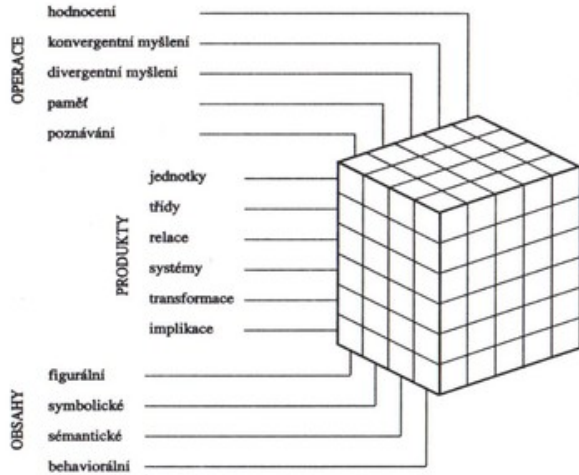 OPERACE
hodnocení
konvergentní myšlení
divergentní myšlení
paměť
poznávání
PRODUKTY
jednotky
třídy
relace
systémy
transformace
implikace
OBSAHY
figurální
symbolické
sémantické
behaviorální